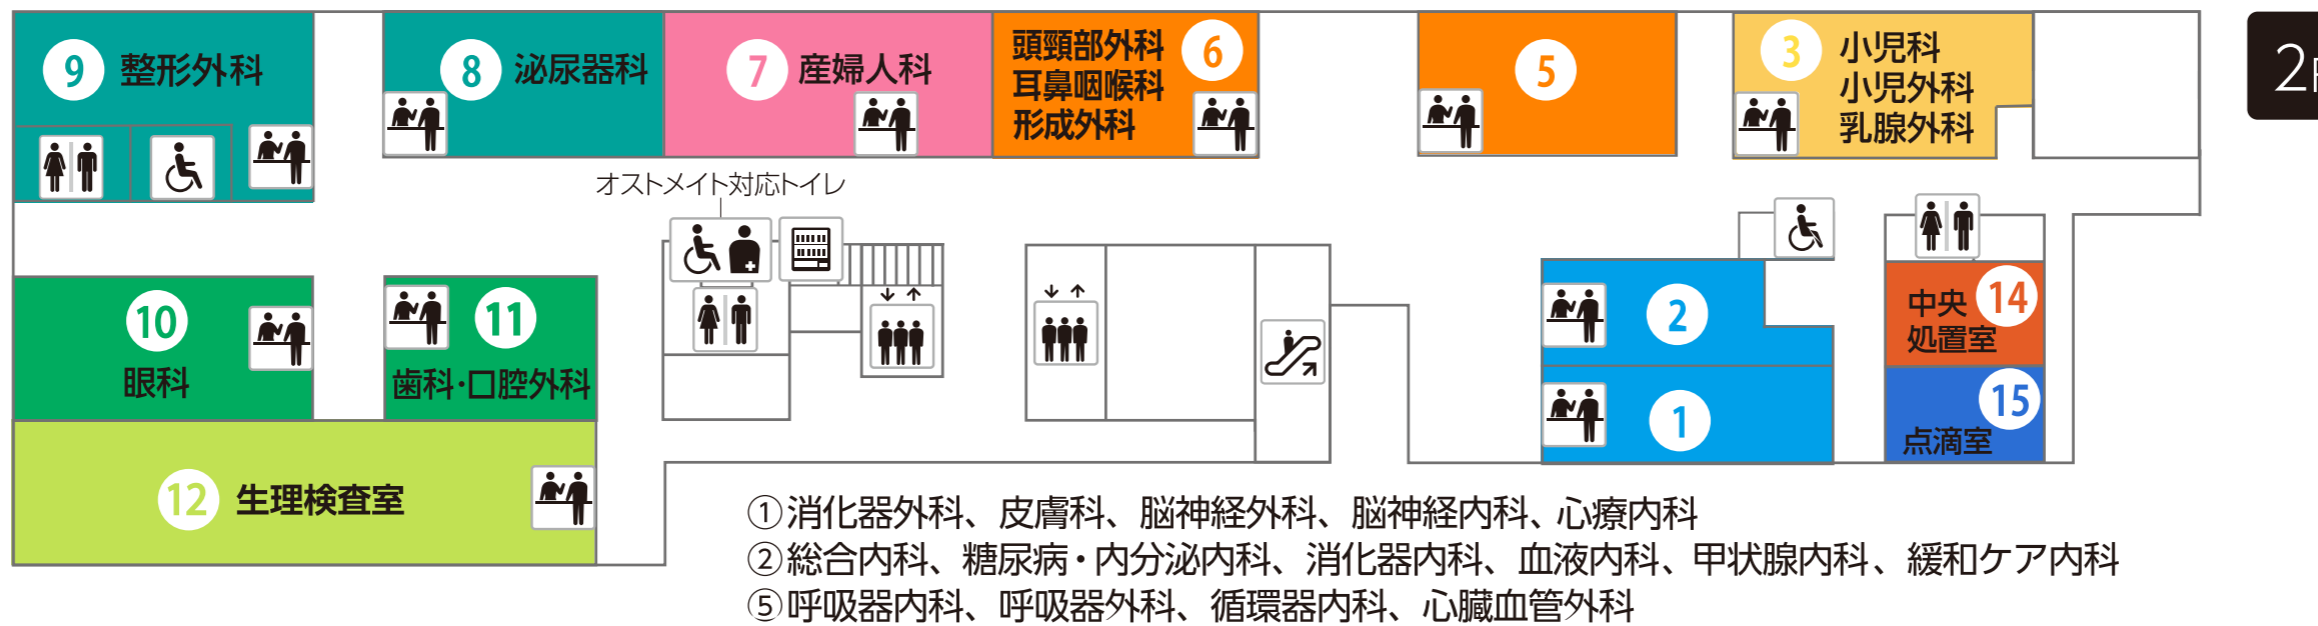 ⑨ 整形外科
⑧ 泌尿器科
⑦ 産婦人科
頭頸部外科 ⑥
耳鼻咽喉科
形成外科
⑤
③ 小児科
小児外科
乳腺外科
2F
オストメイト対応トイレ
⑩
眼科
⑪
歯科・口腔外科
②
①
中央 ⑭
処置室
⑮
点滴室
⑫ 生理検査室
①消化器外科、皮膚科、脳神経外科、脳神経内科、心療内科
②総合内科、糖尿病・内分泌内科、消化器内科、血液内科、甲状腺内科、緩和ケア内科
⑤呼吸器内科、呼吸器外科、循環器内科、心臓血管外科